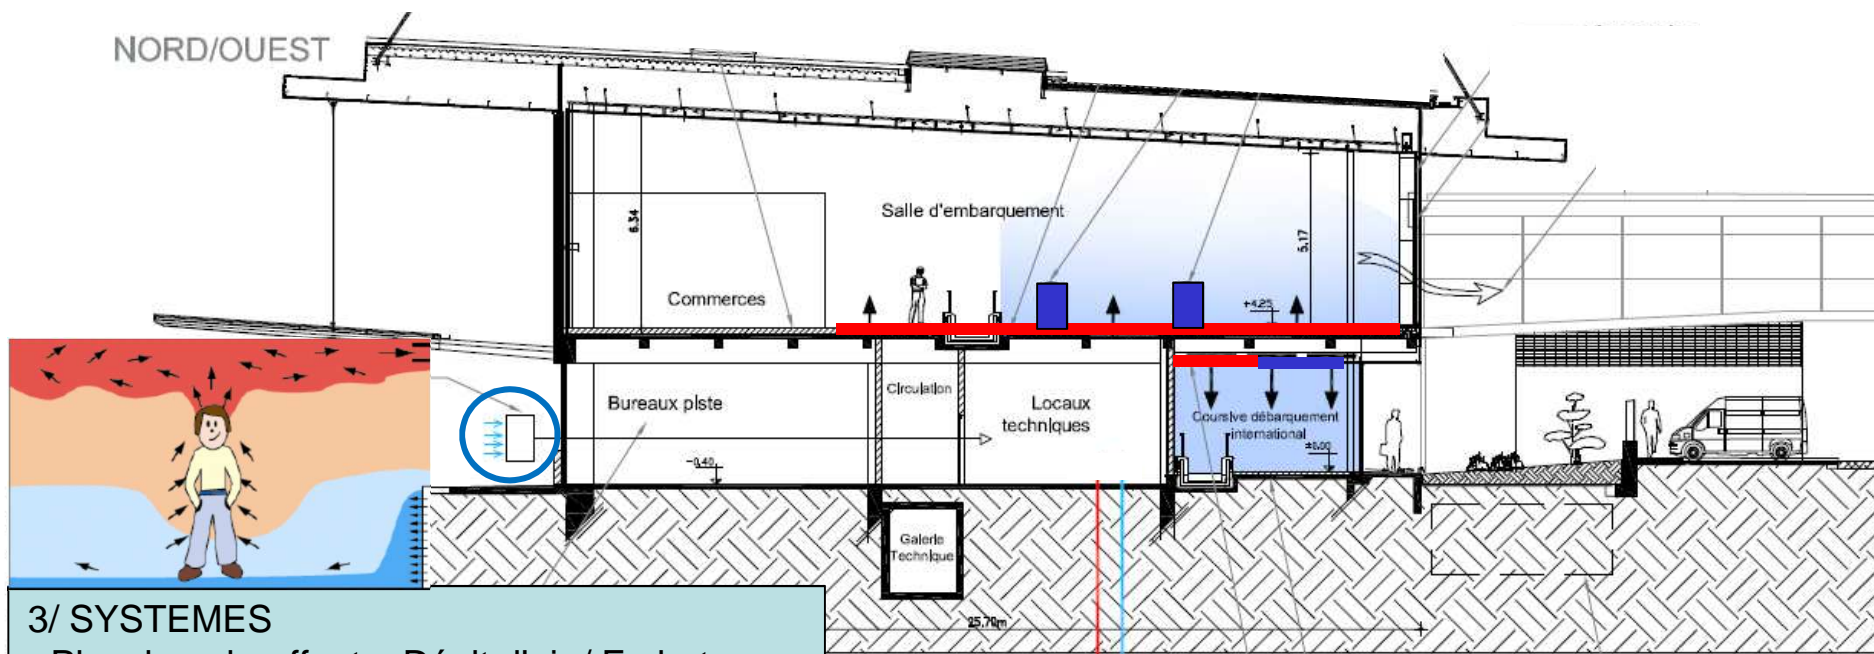 NORD/OUEST
Salle d'embarquement
6.34
5.17
Commerces
+4.25
Circulation
Bureaux piste
Locaux
techniques
Coursive débarquement
international
±0.00
-0.40
Galerie
Technique
25.70m
3/ SYSTEMES